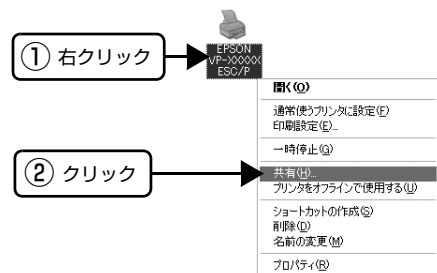 ① 右クリック
EPSON
VP-XXXXX
ESC/P
開く(O)
通常使うプリンタに設定(F)
印刷設定(E)...
一時停止(G)
② クリック
共有(H)...
プリンタをオフラインで使用する(U)
ショートカットの作成(S)
削除(D)
名前の変更(M)
プロパティ(R)